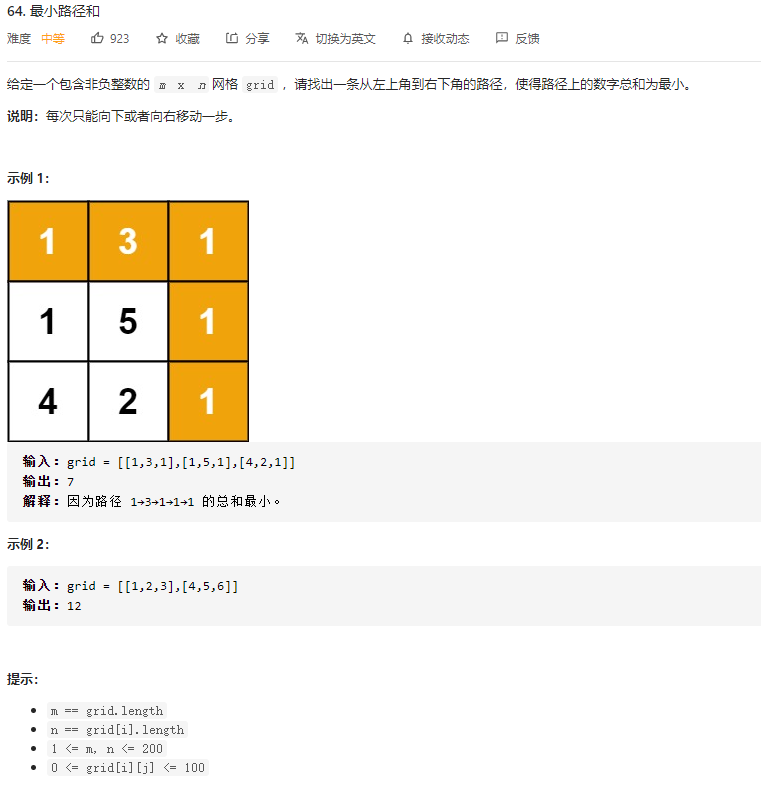 64. 最小路径和
难度 中等 923 收藏 分享 切换为英文 接收动态 反馈
给定一个包含非负整数的 m x n 网格 grid ，请找出一条从左上角到右下角的路径，使得路径上的数字总和为最小。
说明：每次只能向下或者向右移动一步。
示例 1：
1 3 1
1 5 1
4 2 1
输入：grid = [[1,3,1],[1,5,1],[4,2,1]]
输出：7
解释：因为路径 1→3→1→1→1 的总和最小。
示例 2：
输入：grid = [[1,2,3],[4,5,6]]
输出：12
提示：
m == grid.length
n == grid[i].length
1 <= m, n <= 200
0 <= grid[i][j] <= 100